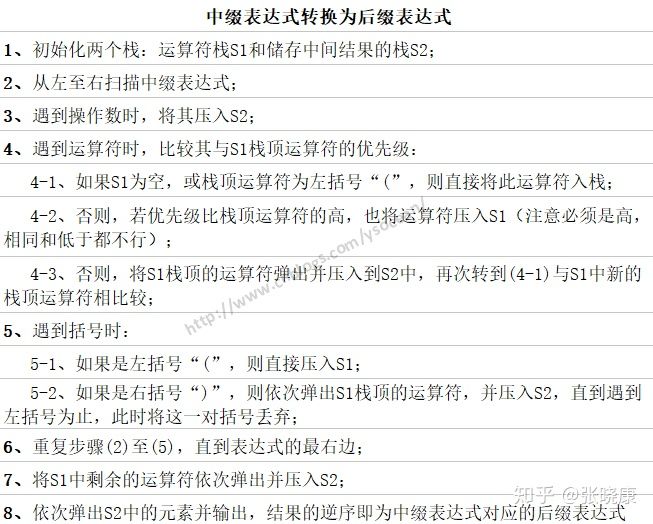 中缀表达式转换为后缀表达式
1、初始化两个栈：运算符栈S1和储存中间结果的栈S2；
2、从左至右扫描中缀表达式；
3、遇到操作数时，将其压入S2；
4、遇到运算符时，比较其与S1栈顶运算符的优先级：
4-1、如果S1为空，或栈顶运算符为左括号“(”，则直接将此运算符入栈；
4-2、否则，若优先级比栈顶运算符的高，也将运算符压入S1（注意必须是高，
相同和低于都不行）；
4-3、否则，将S1栈顶的运算符弹出并压入到S2中，再次转到(4-1)与S1中新的
栈顶运算符相比较；
5、遇到括号时：
5-1、如果是左括号“(”，则直接压入S1；
5-2、如果是右括号“)”，则依次弹出S1栈顶的运算符，并压入S2，直到遇到
左括号为止，此时将这一对括号丢弃；
6、重复步骤(2)至(5)，直到表达式的最右边；
7、将S1中剩余的运算符依次弹出并压入S2；
8、依次弹出S2中的元素并输出，结果的逆序即为中缀表达式对应的后缀表达式
知乎 @张晓康